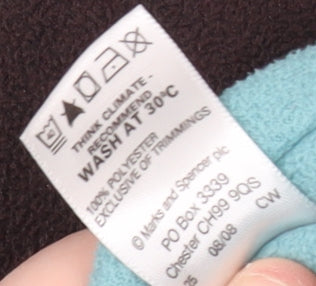 40
THINK CLIMATE -
RECOMMEND
WASH AT 30°C
100% POLYESTER
EXCLUSIVE OF TRIMMINGS
© Marks and Spencer plc
PO Box 3339
Chester CH99 9QS
08/08 CW